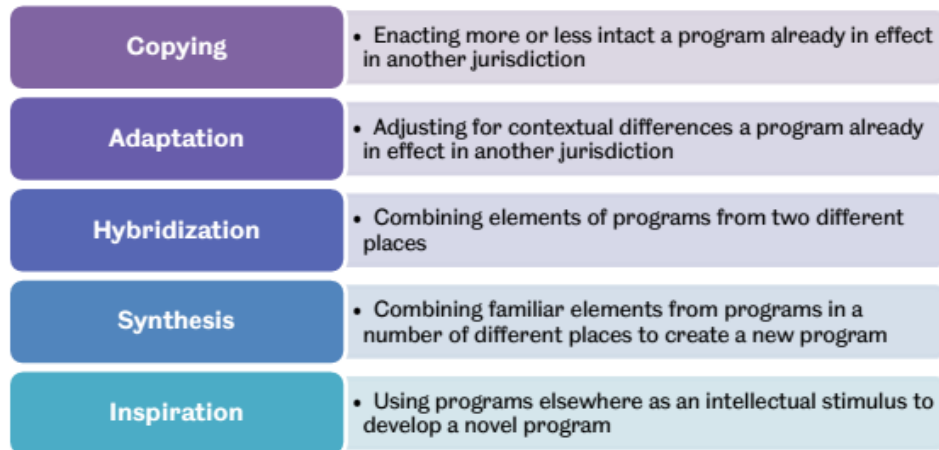 Copying
• Enacting more or less intact a program already in effect
in another jurisdiction
Adaptation
• Adjusting for contextual differences a program already
in effect in another jurisdiction
Hybridization
• Combining elements of programs from two different
places
Synthesis
• Combining familiar elements from programs in a
number of different places to create a new program
Inspiration
• Using programs elsewhere as an intellectual stimulus to
develop a novel program